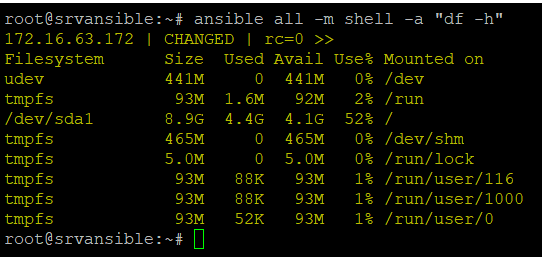 root@srvansible:~# ansible all -m shell -a "df -h"
172.16.63.172 | CHANGED | rc=0 >>
Filesystem      Size  Used Avail Use% Mounted on
udev            441M     0  441M   0% /dev
tmpfs            93M  1.6M   92M   2% /run
/dev/sda1       8.9G  4.4G  4.1G  52% /
tmpfs           465M     0  465M   0% /dev/shm
tmpfs           5.0M     0  5.0M   0% /run/lock
tmpfs            93M   88K   93M   1% /run/user/116
tmpfs            93M   88K   93M   1% /run/user/1000
tmpfs            93M   52K   93M   1% /run/user/0
root@srvansible:~#